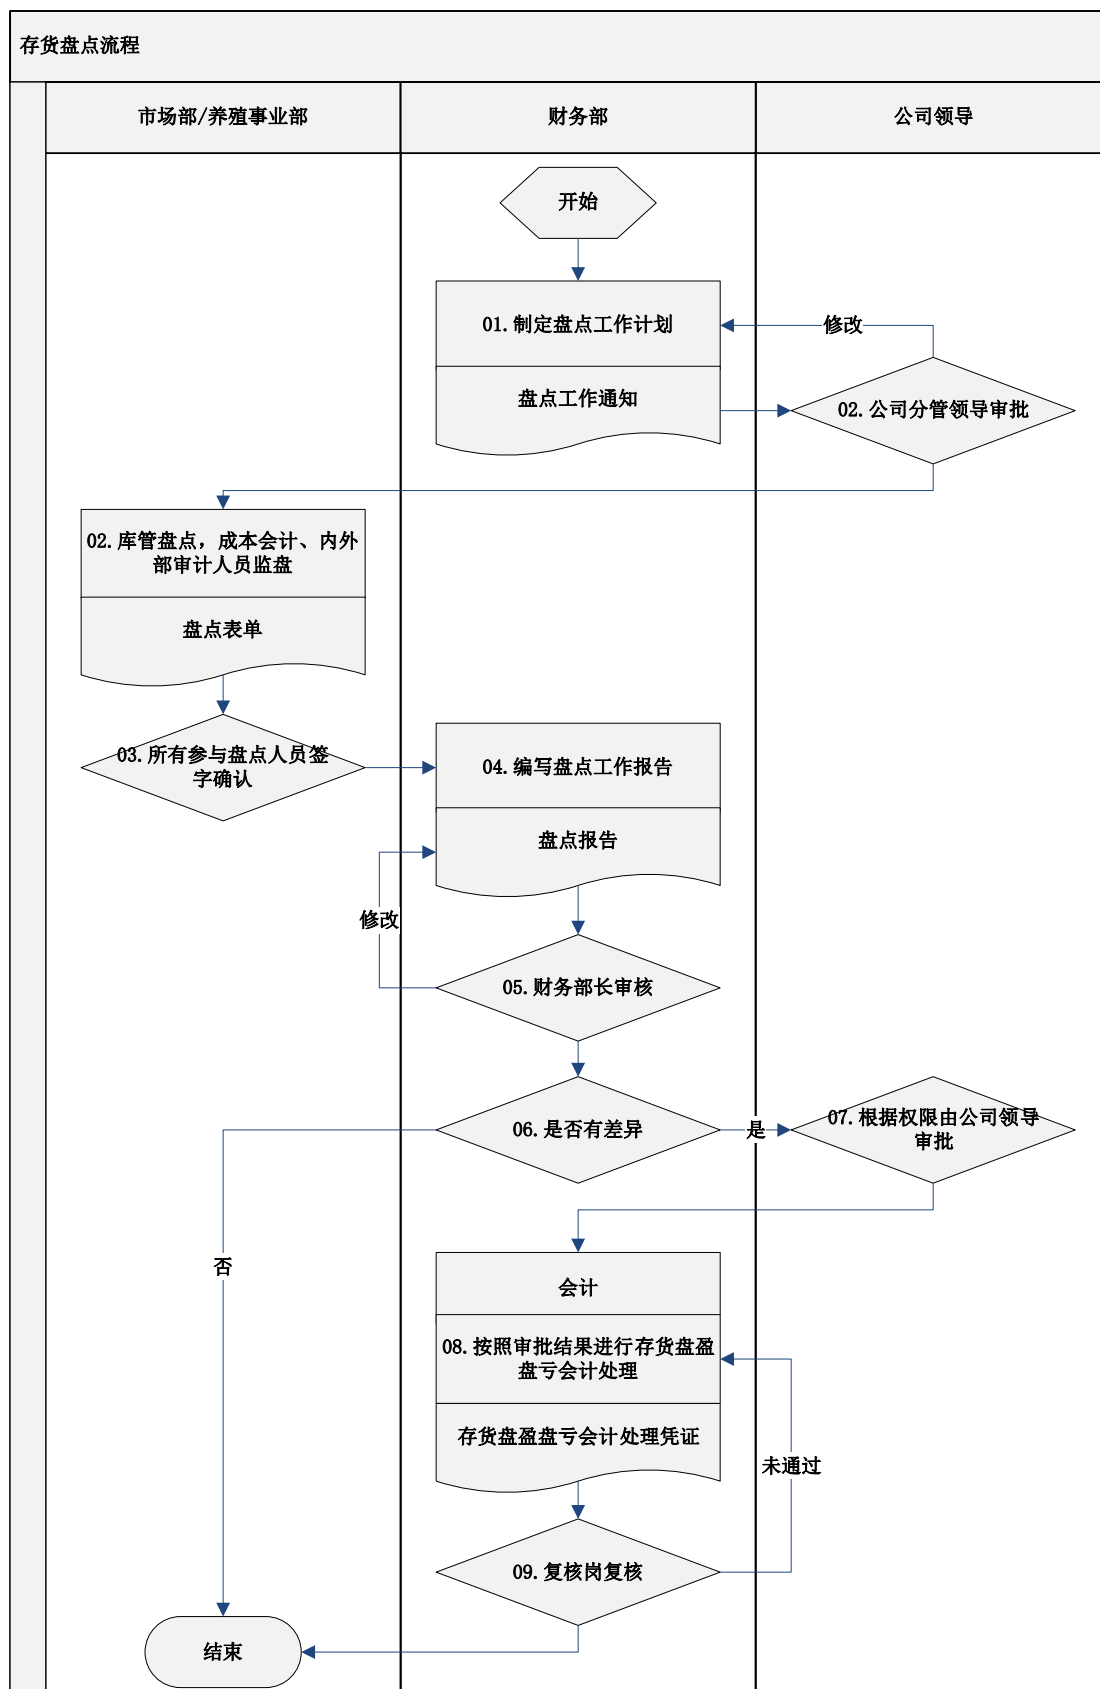 存货盘点流程
市场部/养殖事业部
财务部
公司领导
开始
01.制定盘点工作计划
修改
盘点工作通知
02.公司分管领导审批
02.库管盘点，成本会计、内外
部审计人员监盘
盘点表单
03.所有参与盘点人员签
字确认
04.编写盘点工作报告
盘点报告
修改
05.财务部长审核
06.是否有差异
是
07.根据权限由公司领导
审批
否
会计
08.按照审批结果进行存货盘盈
盘亏会计处理
存货盘盈盘亏会计处理凭证
未通过
09.复核岗复核
结束